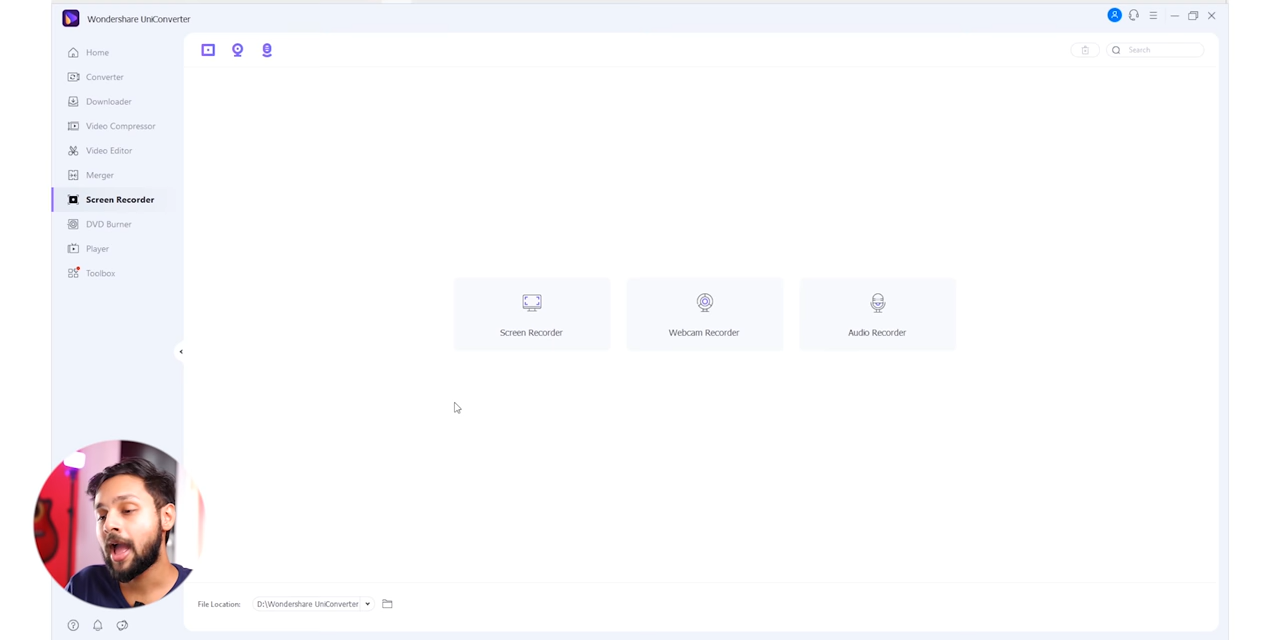 Wondershare UniConverter
Home
Converter
Downloader
Video Compressor
Video Editor
Merger
Screen Recorder
DVD Burner
Player
Toolbox
Search
Screen Recorder
Webcam Recorder
Audio Recorder
File Location:
D:\Wondershare UniConverter